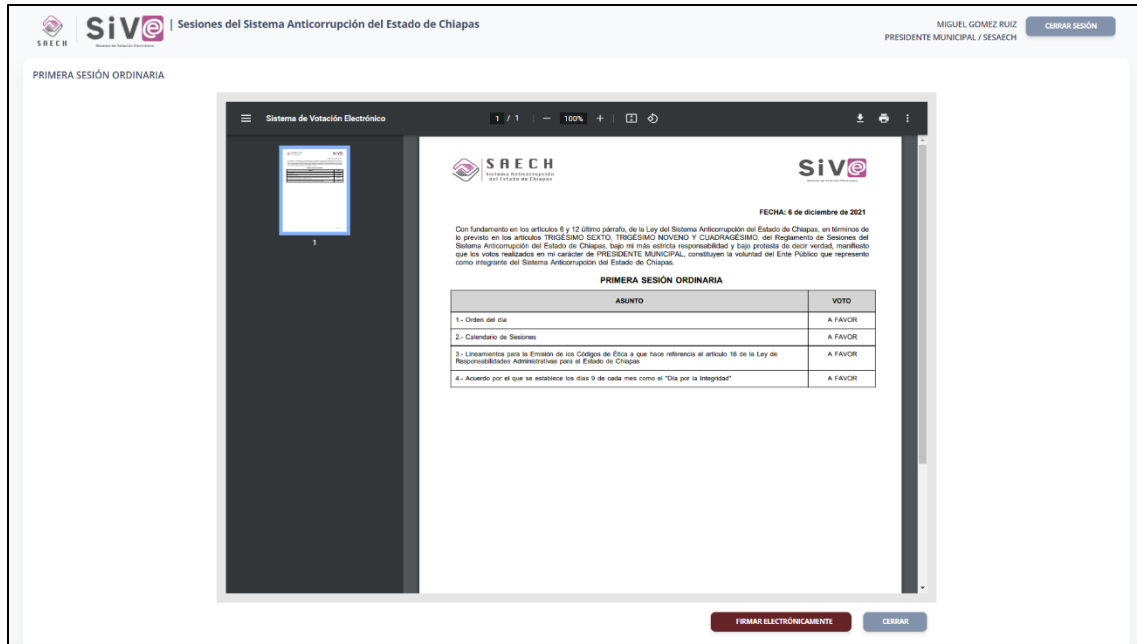 SAECH
SiV@
Sistema de Votación Electrónico
| Sesiones del Sistema Anticorrupción del Estado de Chiapas
MIGUEL GOMEZ RUIZ
PRESIDENTE MUNICIPAL / SESAECH
CERRAR SESIÓN
PRIMERA SESIÓN ORDINARIA
Sistema de Votación Electrónico
1 / 1
100%
1
SAECH
Sistema Anticorrupción
del Estado de Chiapas
SiV@
Sistema de Votación Electrónico
FECHA: 6 de diciembre de 2021
Con fundamento en los artículos 6 y 12 último párrafo, de la Ley del Sistema Anticorrupción del Estado de Chiapas, en términos de
lo previsto en los artículos TRIGÉSIMO SEXTO, TRIGÉSIMO NOVENO Y CUADRAGÉSIMO, del Reglamento de Sesiones del
Sistema Anticorrupción del Estado de Chiapas, bajo mi más estricta responsabilidad y bajo protesta de decir verdad, manifiesto
que los votos realizados en mi carácter de PRESIDENTE MUNICIPAL, constituyen la voluntad del Ente Público que represento
como integrante del Sistema Anticorrupción del Estado de Chiapas.
PRIMERA SESIÓN ORDINARIA
ASUNTO VOTO
1.- Orden del día A FAVOR
2.- Calendario de Sesiones A FAVOR
3.- Lineamientos para la Emisión de los Códigos de Ética a que hace referencia el artículo 16 de la Ley de A FAVOR
Responsabilidades Administrativas para el Estado de Chiapas
4.- Acuerdo por el que se establece los días 9 de cada mes como el "Día por la Integridad" A FAVOR
FIRMAR ELECTRÓNICAMENTE
CERRAR